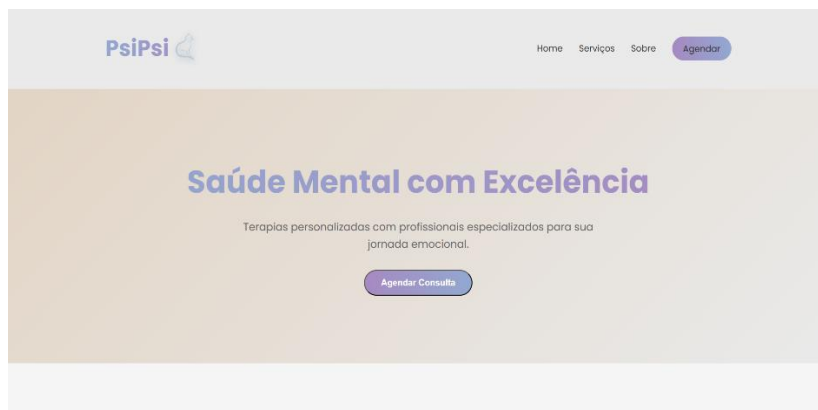 PsiPsi
Home Serviços Sobre Agendar
Saúde Mental com Excelência
Terapias personalizadas com profissionais especializados para sua
jornada emocional.
Agendar Consulta